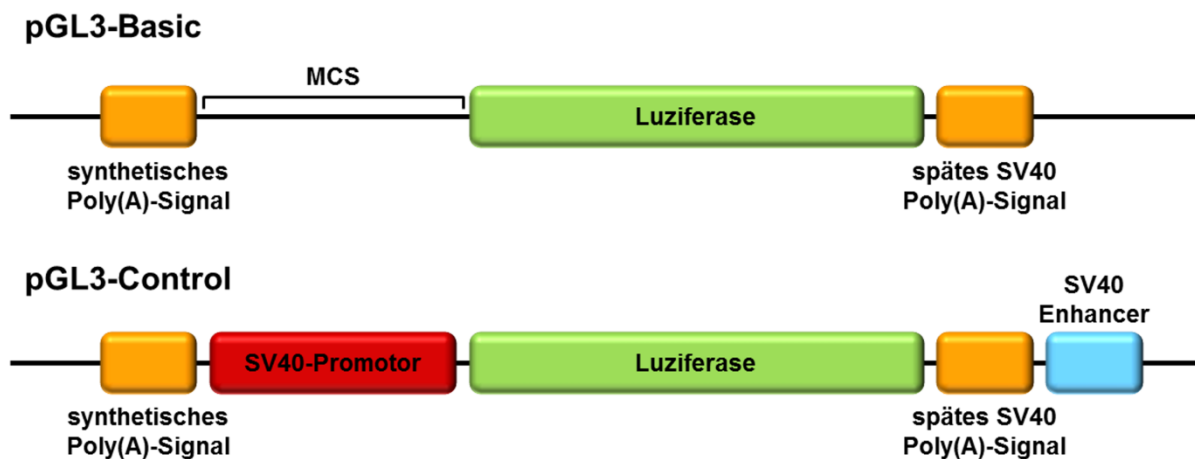 pGL3-Basic
MCS
Luziferase
synthetisches
Poly(A)-Signal
spätes SV40
Poly(A)-Signal
pGL3-Control
SV40
Enhancer
SV40-Promotor
Luziferase
synthetisches
Poly(A)-Signal
spätes SV40
Poly(A)-Signal